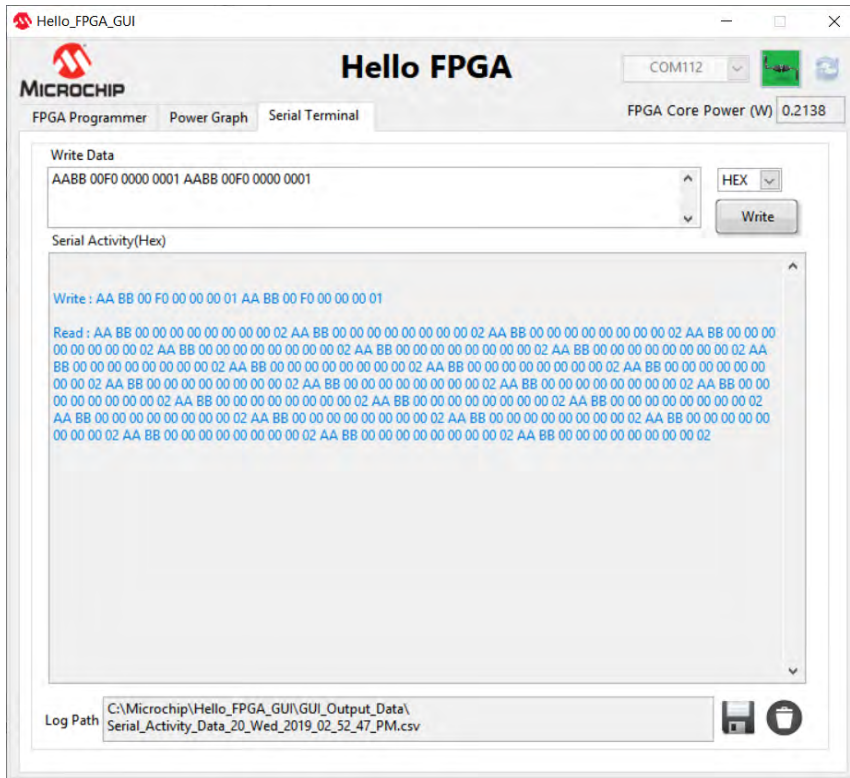 Hello_FPGA_GUI
MICROCHIP
Hello FPGA
COM112
FPGA Programmer Power Graph Serial Terminal
FPGA Core Power (W) 0.2138
Write Data
AABB 00F0 0000 0001 AABB 00F0 0000 0001
HEX
Write
Serial Activity(Hex)
Write : AA BB 00 F0 00 00 00 01 AA BB 00 F0 00 00 00 01
Read : AA BB 00 00 00 00 00 00 00 00 02 AA BB 00 00 00 00 00 00 00 00 02 AA BB 00 00 00 00 00 00 00 00 02 AA BB 00 00 00
00 00 00 00 00 02 AA BB 00 00 00 00 00 00 00 00 02 AA BB 00 00 00 00 00 00 00 00 02 AA BB 00 00 00 00 00 00 00 00 02 AA
BB 00 00 00 00 00 00 00 00 02 AA BB 00 00 00 00 00 00 00 00 02 AA BB 00 00 00 00 00 00 00 00 02 AA BB 00 00 00 00 00 00
00 00 02 AA BB 00 00 00 00 00 00 00 00 02 AA BB 00 00 00 00 00 00 00 00 02 AA BB 00 00 00 00 00 00 00 00 02 AA BB 00 00
00 00 00 00 00 00 02 AA BB 00 00 00 00 00 00 00 00 02 AA BB 00 00 00 00 00 00 00 00 02 AA BB 00 00 00 00 00 00 00 00 02
AA BB 00 00 00 00 00 00 00 00 02 AA BB 00 00 00 00 00 00 00 00 02 AA BB 00 00 00 00 00 00 00 00 02 AA BB 00 00 00 00 00
00 00 00 02 AA BB 00 00 00 00 00 00 00 00 02 AA BB 00 00 00 00 00 00 00 00 02 AA BB 00 00 00 00 00 00 00 00 02
Log Path
C:\Microchip\Hello_FPGA_GUI\GUI_Output_Data\
Serial_Activity_Data_20_Wed_2019_02_52_47_PM.csv